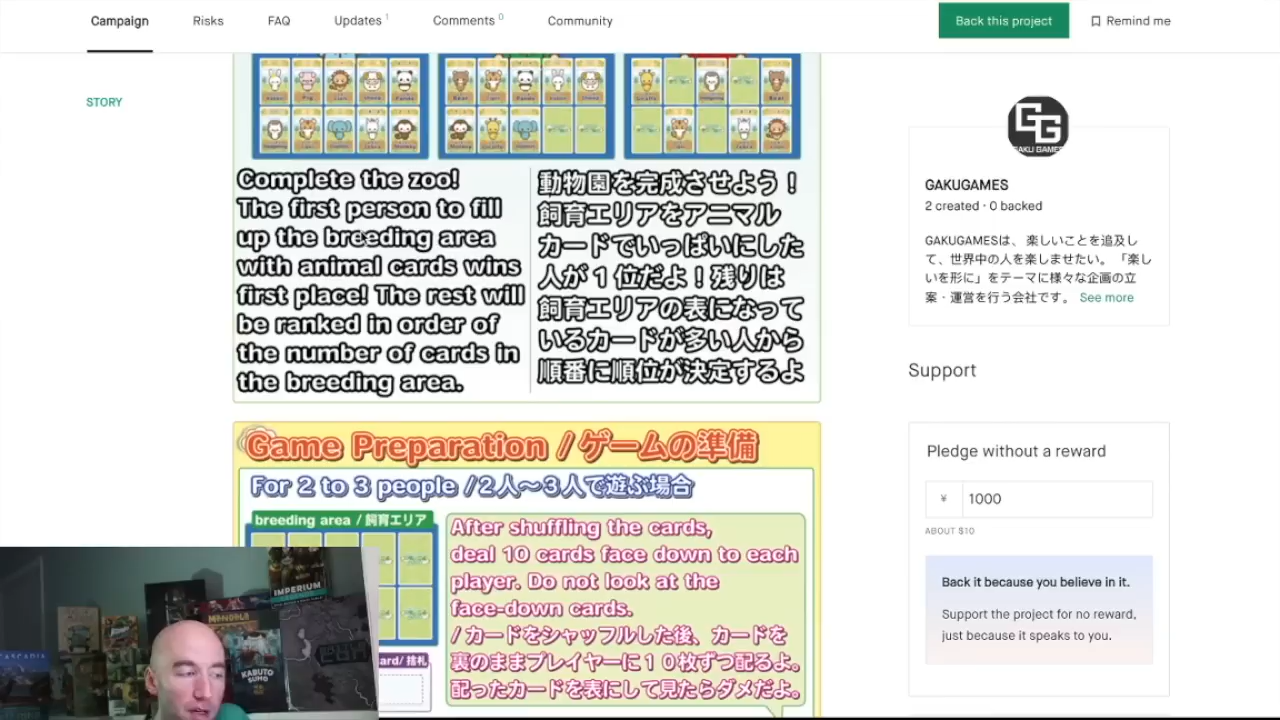 Campaign
Risks
FAQ
Updates 1
Comments 0
Community
Back this project
Remind me
STORY
Complete the zoo!
The first person to fill
up the breeding area
with animal cards wins
first place! The rest will
be ranked in order of
the number of cards in
the breeding area.
動物園を完成させよう！
飼育エリアをアニマル
カードでいっぱいにした
人が１位だよ！残りは
飼育エリアの表になって
いるカードが多い人から
順番に順位が決定するよ
Game Preparation / ゲームの準備
For 2 to 3 people / 2人～3人で遊ぶ場合
breeding area / 飼育エリア
After shuffling the cards,
deal 10 cards face down to each
player. Do not look at the
face-down cards.
/ カードをシャッフルした後、カードを
裏のままプレイヤーに１０枚ずつ配るよ。
配ったカードを表にして見たらダメだよ。
ard/ 捨札
GAKU GAMES
GAKUGAMES
2 created · 0 backed
GAKUGAMESは、 楽しいことを追及し
て、世界中の人を楽しませたい。 「楽し
いを形に」をテーマに様々な企画の立
案・運営を行う会社です。 See more
Support
Pledge without a reward
¥ 1000
ABOUT $10
Back it because you believe in it.
Support the project for no reward,
just because it speaks to you.
IMPERIUM
MANDALA
KABUTO
SUMO
CASCADIA